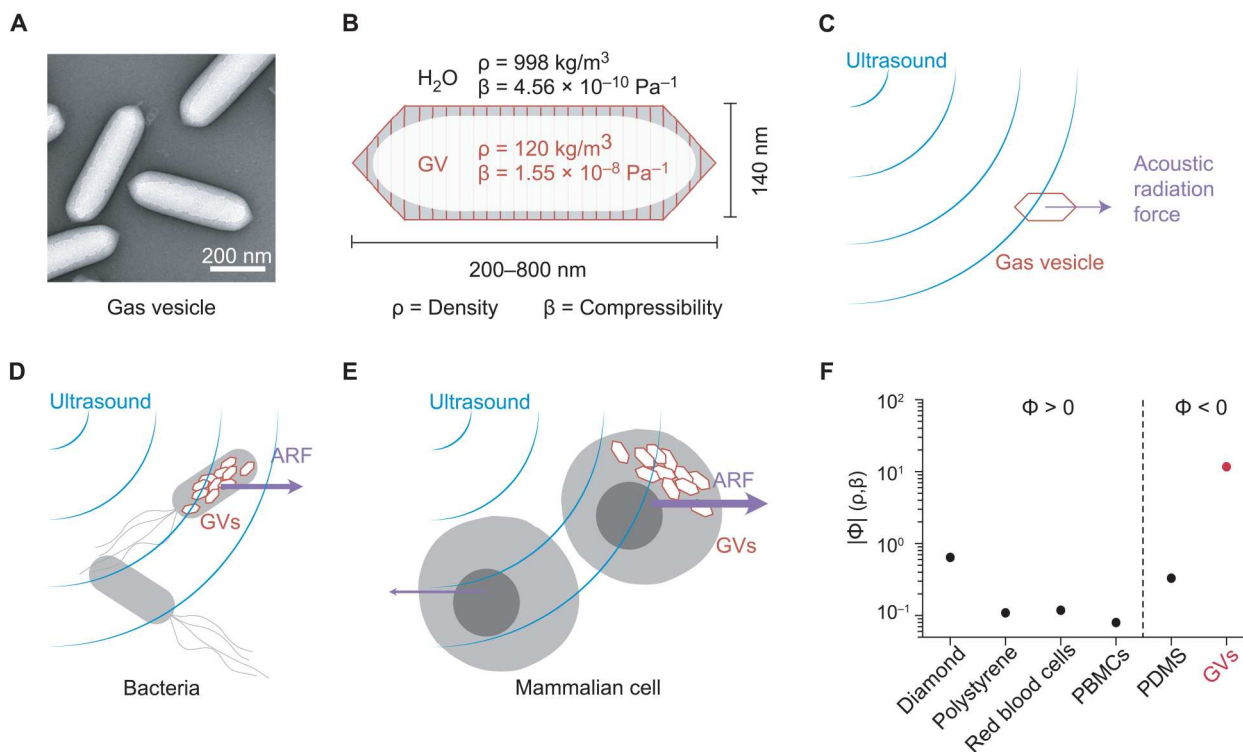 A
200 nm
Gas vesicle
B
H₂O
ρ = 998 kg/m³
β = 4.56 × 10⁻¹⁰ Pa⁻¹
GV
ρ = 120 kg/m³
β = 1.55 × 10⁻⁸ Pa⁻¹
140 nm
200–800 nm
ρ = Density β = Compressibility
C
Ultrasound
Acoustic
radiation
force
Gas vesicle
D
Ultrasound
ARF
GVs
Bacteria
E
Ultrasound
ARF
GVs
Mammalian cell
F
Φ > 0
Φ < 0
|Φ| (ρ,β)
10²
10¹
10⁰
10⁻¹
Diamond
Polystyrene
Red blood cells
PBMCs
PDMS
GVs